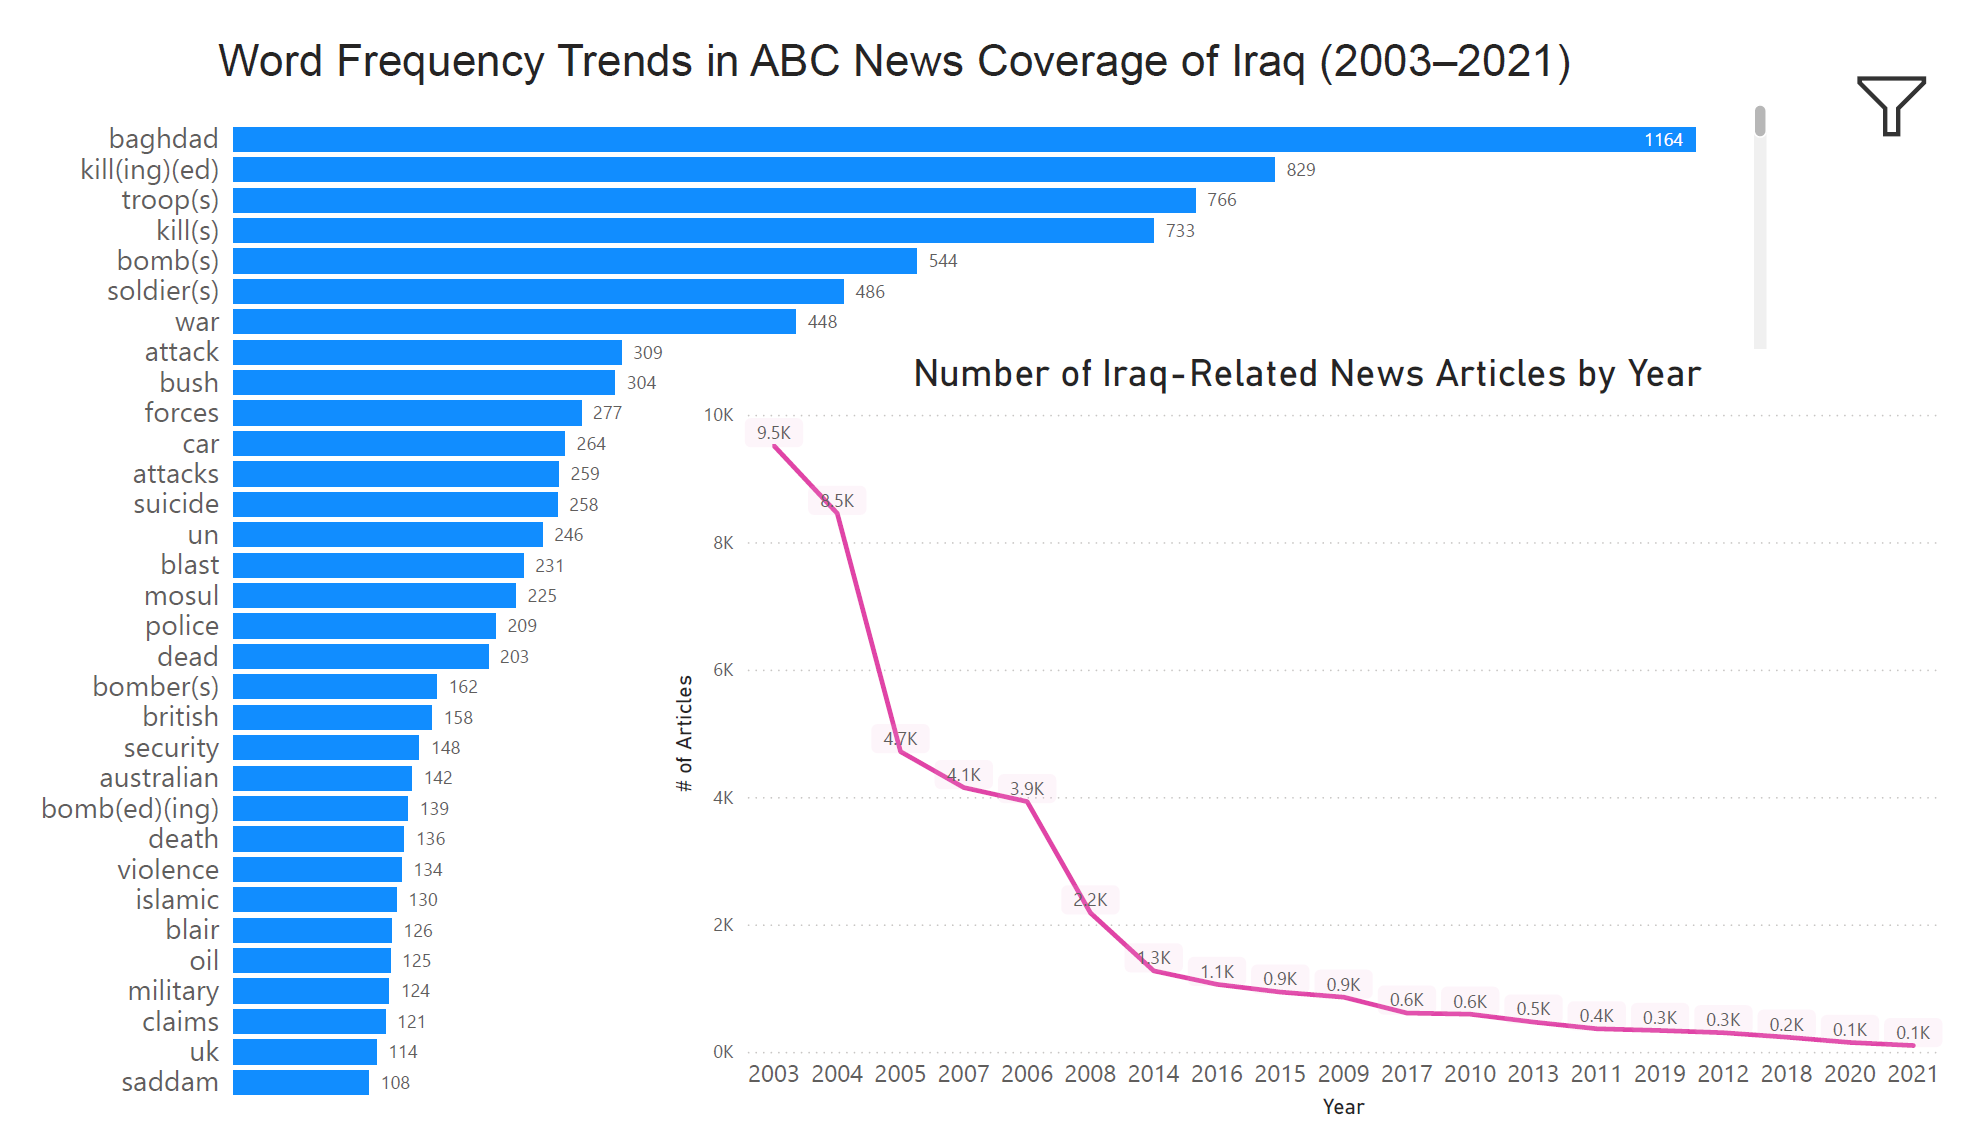 Word Frequency Trends in ABC News Coverage of Iraq (2003–2021)
baghdad 1164
kill(ing)(ed) 829
troop(s) 766
kill(s) 733
bomb(s) 544
soldier(s) 486
war 448
attack 309
bush 304
forces 277
car 264
attacks 259
suicide 258
un 246
blast 231
mosul 225
police 209
dead 203
bomber(s) 162
british 158
security 148
australian 142
bomb(ed)(ing) 139
death 136
violence 134
islamic 130
blair 126
oil 125
military 124
claims 121
uk 114
saddam 108
Number of Iraq-Related News Articles by Year
# of Articles
10K
8K
6K
4K
2K
0K
9.5K 8.5K 4.7K 4.1K 3.9K 2.2K 1.3K 1.1K 0.9K 0.9K 0.6K 0.6K 0.5K 0.4K 0.3K 0.3K 0.2K 0.1K 0.1K
2003 2004 2005 2007 2006 2008 2014 2016 2015 2009 2017 2010 2013 2011 2019 2012 2018 2020 2021
Year